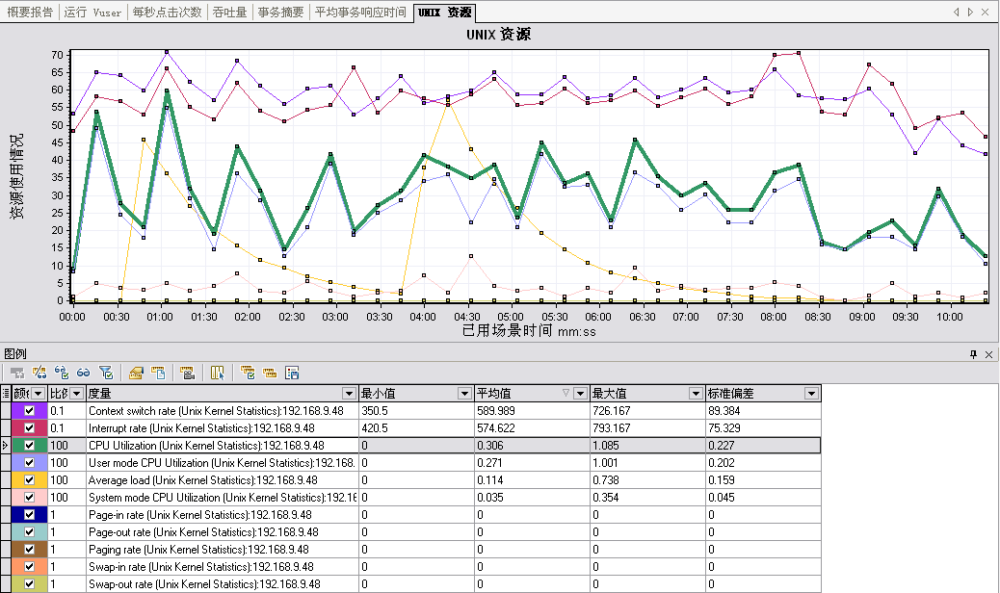 概要报告 运行 Vuser 每秒点击次数 吞吐量 事务摘要 平均事务响应时间 UNIX 资源
UNIX 资源
资源使用情况
70
65
60
55
50
45
40
35
30
25
20
15
10
5
0
00:00 00:30 01:00 01:30 02:00 02:30 03:00 03:30 04:00 04:30 05:00 05:30 06:00 06:30 07:00 07:30 08:00 08:30 09:00 09:30 10:00
已用场景时间 mm:ss
图例
颜色 比例 度量 最小值 平均值 最大值 标准偏差
0.1 Context switch rate (Unix Kernel Statistics):192.168.9.48 350.5 589.989 726.167 89.384
0.1 Interrupt rate (Unix Kernel Statistics):192.168.9.48 420.5 574.622 793.167 75.329
100 CPU Utilization (Unix Kernel Statistics):192.168.9.48 0 0.306 1.085 0.227
100 User mode CPU Utilization (Unix Kernel Statistics):192.168. 0 0.271 1.001 0.202
100 Average load (Unix Kernel Statistics):192.168.9.48 0 0.114 0.738 0.159
100 System mode CPU Utilization (Unix Kernel Statistics):192.16 0 0.035 0.354 0.045
1 Page-in rate (Unix Kernel Statistics):192.168.9.48 0 0 0 0
1 Page-out rate (Unix Kernel Statistics):192.168.9.48 0 0 0 0
1 Paging rate (Unix Kernel Statistics):192.168.9.48 0 0 0 0
1 Swap-in rate (Unix Kernel Statistics):192.168.9.48 0 0 0 0
1 Swap-out rate (Unix Kernel Statistics):192.168.9.48 0 0 0 0